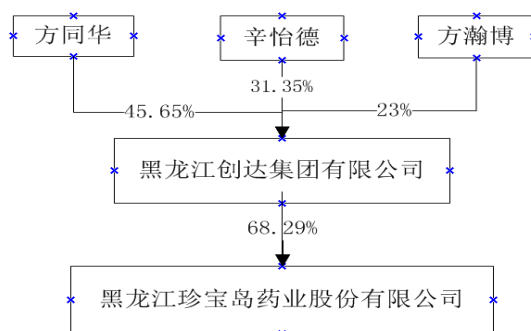 方同华
辛怡德
方瀚博
31.35%
45.65%
23%
黑龙江创达集团有限公司
68.29%
黑龙江珍宝岛药业股份有限公司